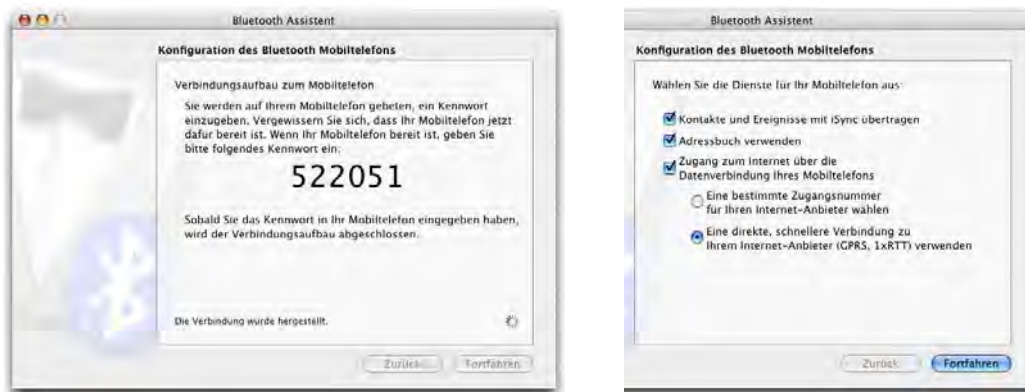 Bluetooth Assistent
Konfiguration des Bluetooth Mobiltelefons
Verbindungsaufbau zum Mobiltelefon
Sie werden auf Ihrem Mobiltelefon gebeten, ein Kennwort
einzugeben. Vergewissern Sie sich, dass Ihr Mobiltelefon jetzt
dafür bereit ist. Wenn Ihr Mobiltelefon bereit ist, geben Sie
bitte folgendes Kennwort ein:
522051
Sobald Sie das Kennwort in Ihr Mobiltelefon eingegeben haben,
wird der Verbindungsaufbau abgeschlossen.
Die Verbindung wurde hergestellt.
Zurück
Fortfahren
Bluetooth Assistent
Konfiguration des Bluetooth Mobiltelefons
Wählen Sie die Dienste für Ihr Mobiltelefon aus:
Kontakte und Ereignisse mit iSync übertragen
Adressbuch verwenden
Zugang zum Internet über die
Datenverbindung Ihres Mobiltelefons
Eine bestimmte Zugangsnummer
für Ihren Internet-Anbieter wählen
Eine direkte, schnellere Verbindung zu
Ihrem Internet-Anbieter (GPRS, 1xRTT) verwenden
Zurück
Fortfahren